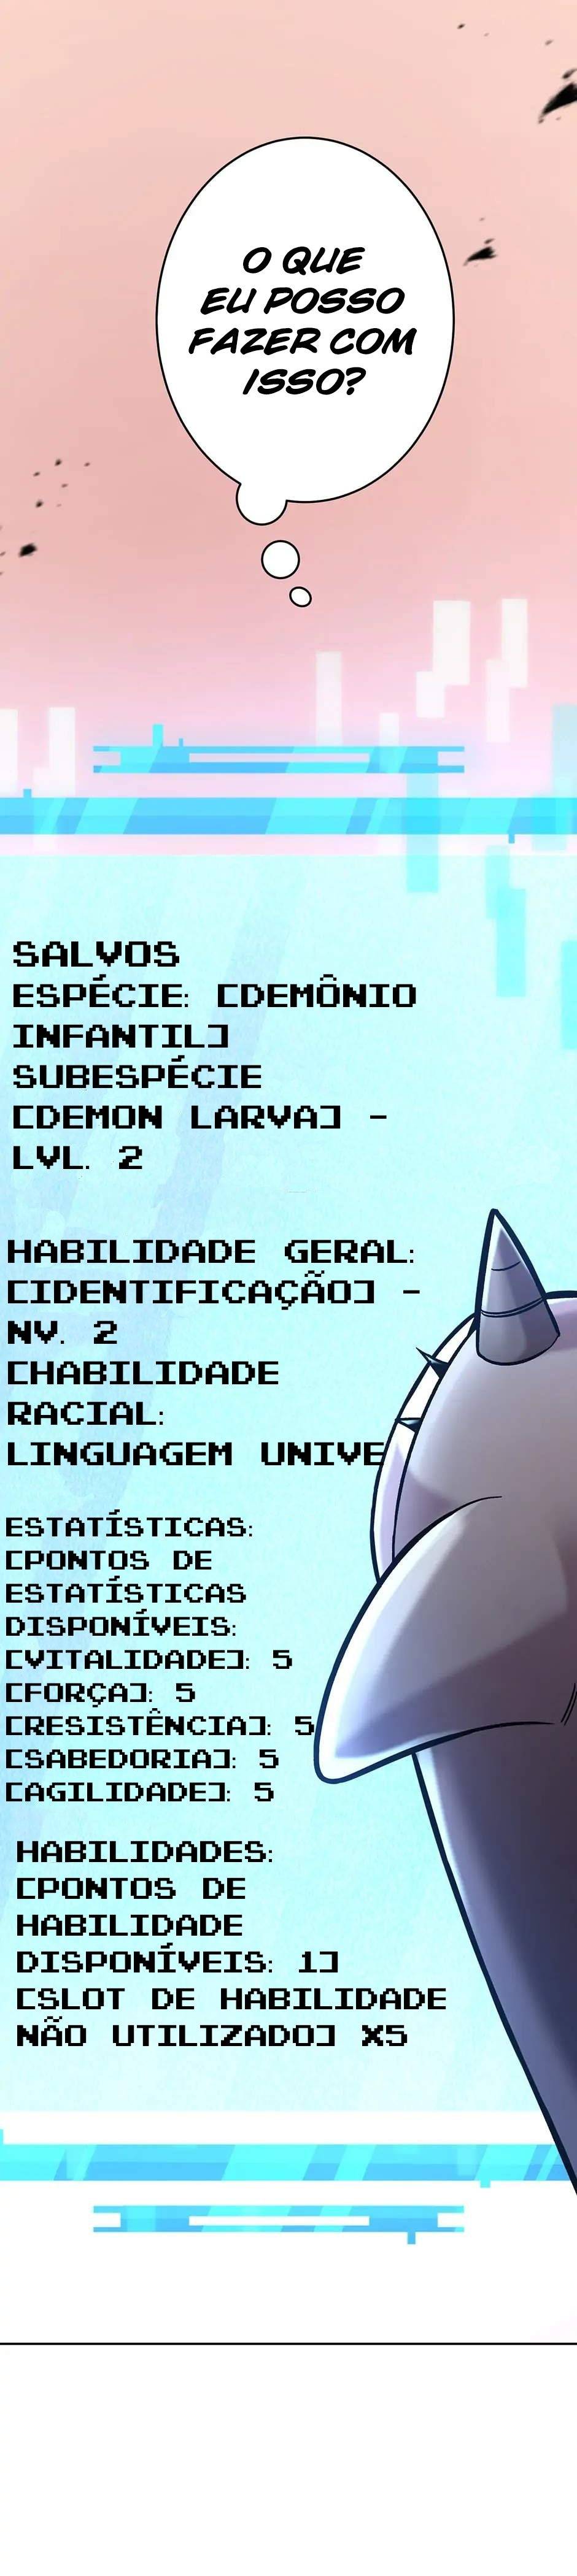 O QUE
EU POSSO
FAZER COM
ISSO?
SALVOS
ESPÉCIE: [DEMÔNIO
INFANTIL]
SUBESPÉCIE
[DEMON LARVA] -
LVL. 2
HABILIDADE GERAL:
[IDENTIFICAÇÃO] -
NV. 2
[HABILIDADE
RACIAL:
LINGUAGEM UNIVE
ESTATÍSTICAS:
[PONTOS DE
ESTATÍSTICAS
DISPONÍVEIS:
[VITALIDADE]: 5
[FORÇA]: 5
[RESISTÊNCIA]: 5
[SABEDORIA]: 5
[AGILIDADE]: 5
HABILIDADES:
[PONTOS DE
HABILIDADE
DISPONÍVEIS: 1]
[SLOT DE HABILIDADE
NÃO UTILIZADO] X5